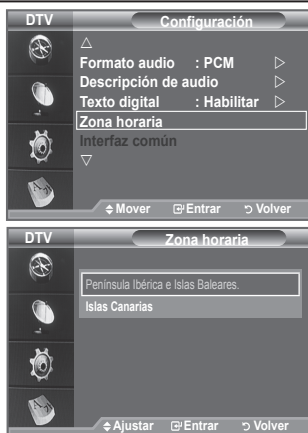 DTV Configuración
Formato audio : PCM
Descripción de audio
Texto digital : Habilitar
Zona horaria
Interfaz común
Mover Entrar Volver
DTV Zona horaria
Península Ibérica e Islas Baleares.
Islas Canarias
Ajustar Entrar Volver